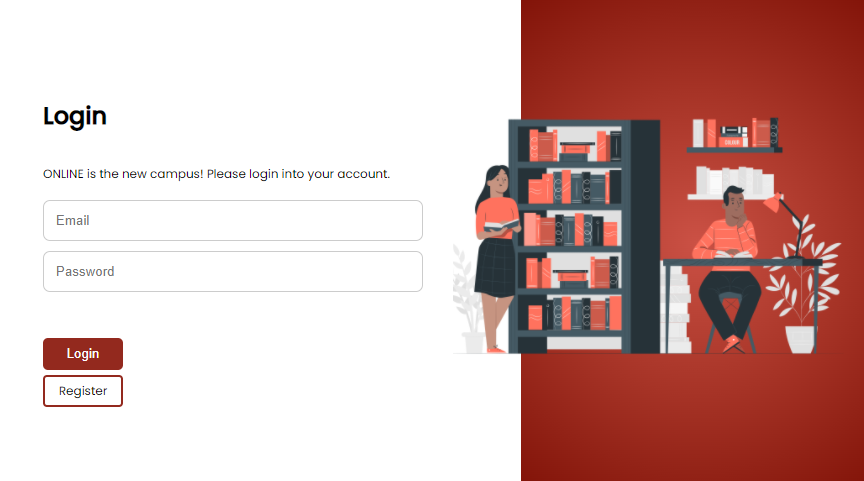 Login
ONLINE is the new campus! Please login into your account.
Email
Password
Login
Register